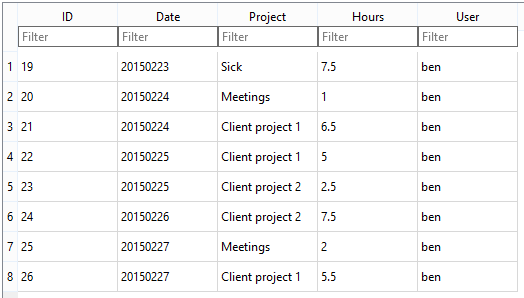 ID Date Project Hours User
Filter Filter Filter Filter Filter
1 19 20150223 Sick 7.5 ben
2 20 20150224 Meetings 1 ben
3 21 20150224 Client project 1 6.5 ben
4 22 20150225 Client project 1 5 ben
5 23 20150225 Client project 2 2.5 ben
6 24 20150226 Client project 2 7.5 ben
7 25 20150227 Meetings 2 ben
8 26 20150227 Client project 1 5.5 ben